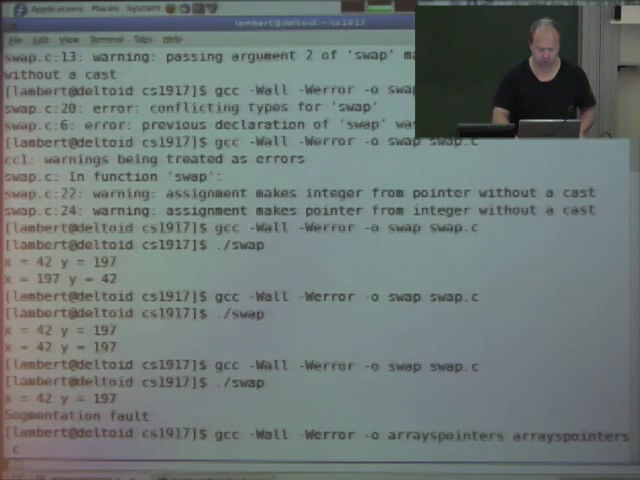 Applications Places System
lambert@deltoid:~/cs1917
File Edit View Terminal Tabs Help
swap.c:13: warning: passing argument 2 of 'swap' ma
without a cast
[lambert@deltoid cs1917]$ gcc -Wall -Werror -o swap
swap.c:20: error: conflicting types for 'swap'
swap.c:6: error: previous declaration of 'swap' was
[lambert@deltoid cs1917]$ gcc -Wall -Werror -o swap swap.c
cc1: warnings being treated as errors
swap.c: In function 'swap':
swap.c:22: warning: assignment makes integer from pointer without a cast
swap.c:24: warning: assignment makes pointer from integer without a cast
[lambert@deltoid cs1917]$ gcc -Wall -Werror -o swap swap.c
[lambert@deltoid cs1917]$ ./swap
x = 42 y = 197
x = 197 y = 42
[lambert@deltoid cs1917]$ gcc -Wall -Werror -o swap swap.c
[lambert@deltoid cs1917]$ ./swap
x = 42 y = 197
x = 42 y = 197
[lambert@deltoid cs1917]$ gcc -Wall -Werror -o swap swap.c
[lambert@deltoid cs1917]$ ./swap
x = 42 y = 197
Segmentation fault
[lambert@deltoid cs1917]$ gcc -Wall -Werror -o arrayspointers arrayspointers
.c